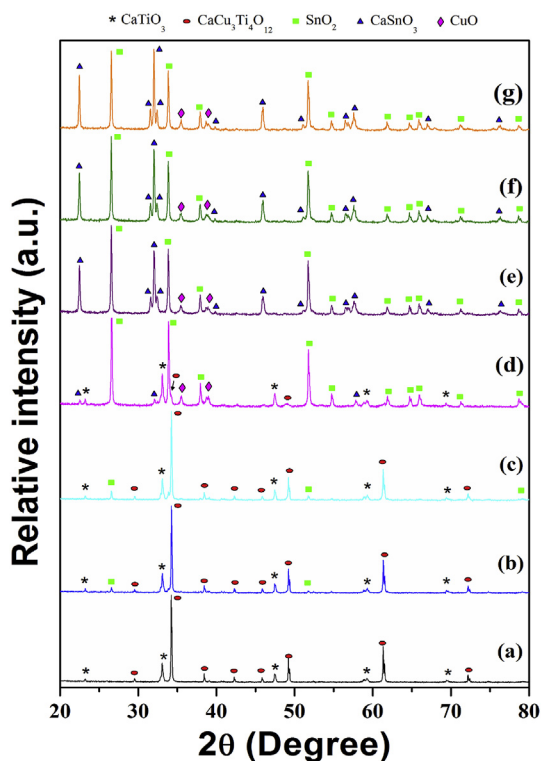 * CaTiO₃ CaCu₃Ti₄O₁₂ SnO₂ CaSnO₃ CuO
Relative intensity (a.u.)
(g)
(f)
(e)
(d)
(c)
(b)
(a)
20 30 40 50 60 70 80
2θ (Degree)